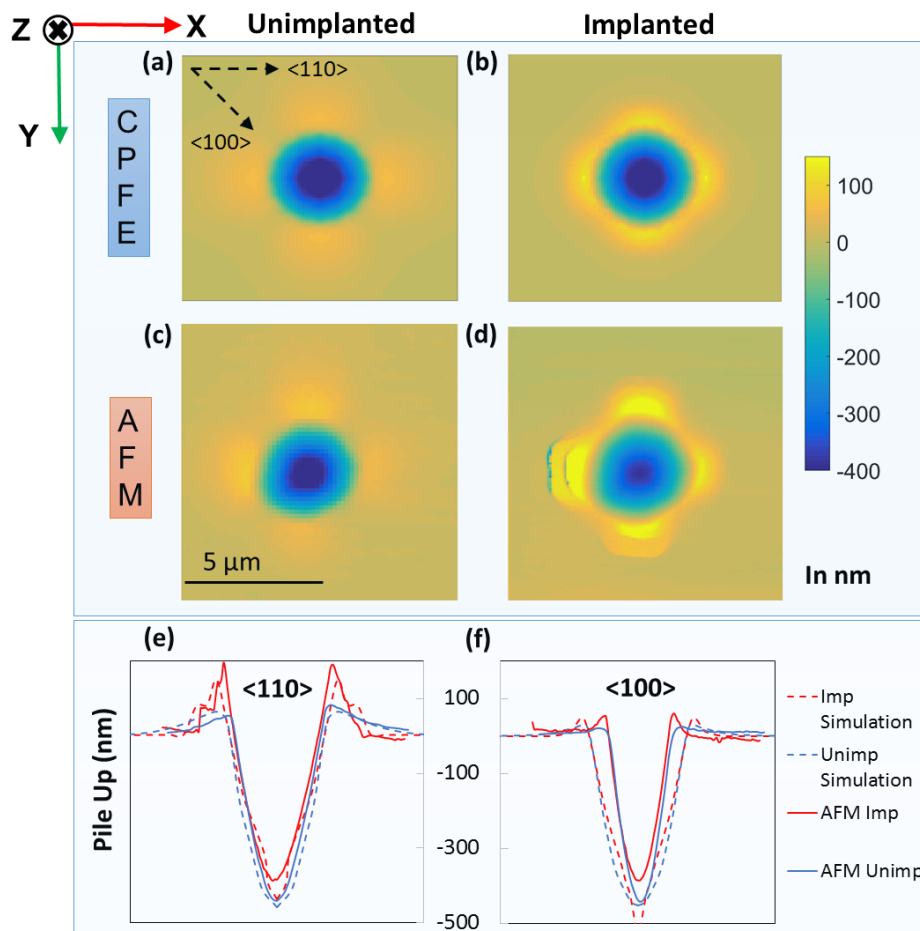 Z X Unimplanted Implanted
Y
(a) (b)
<110>
<100>
C
P
F
E
100
0
-100
-200
-300
-400
(c) (d)
A
F
M
5 µm
In nm
(e) (f)
<110> <100>
Pile Up (nm)
100
-100
-300
-500
Imp
Simulation
Unimp
Simulation
AFM Imp
AFM Unimp